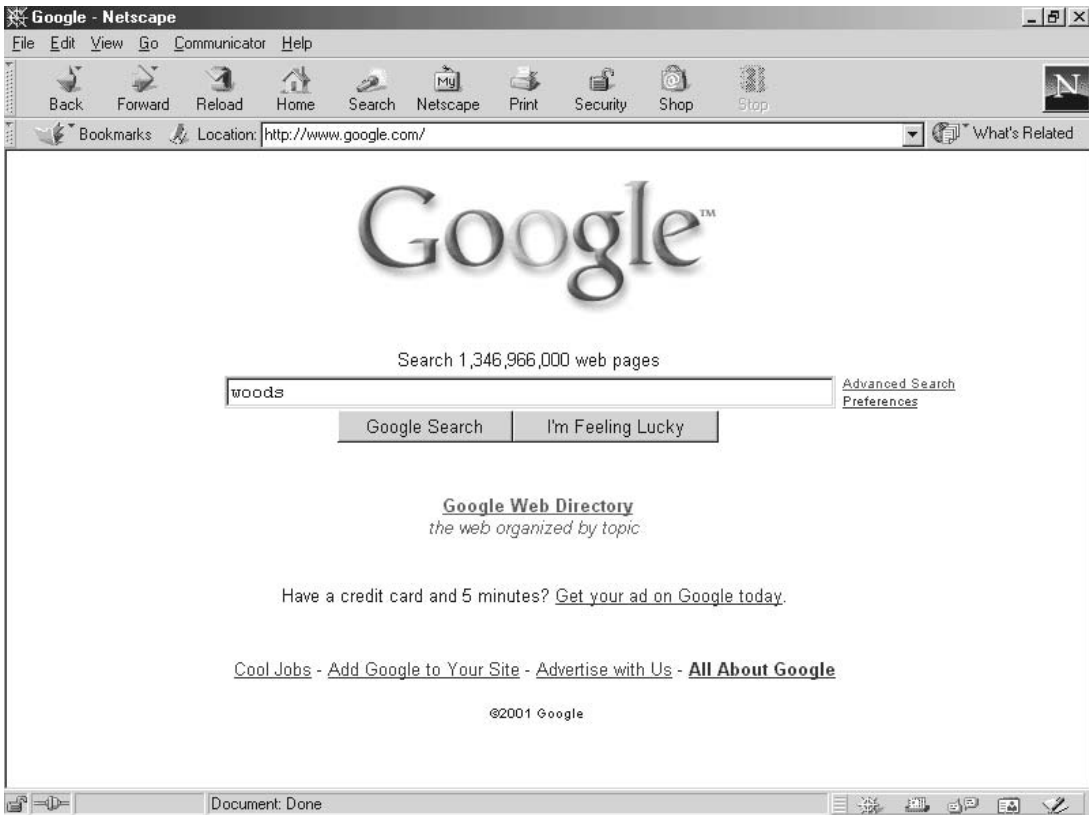 Google - Netscape
File Edit View Go Communicator Help
Back Forward Reload Home Search Netscape Print Security Shop Stop
My
N
Bookmarks Location: http://www.google.com/ What's Related
Google™
Search 1,346,966,000 web pages
woods
Advanced Search
Preferences
Google Search I'm Feeling Lucky
Google Web Directory
the web organized by topic
Have a credit card and 5 minutes? Get your ad on Google today.
Cool Jobs - Add Google to Your Site - Advertise with Us - All About Google
©2001 Google
Document: Done